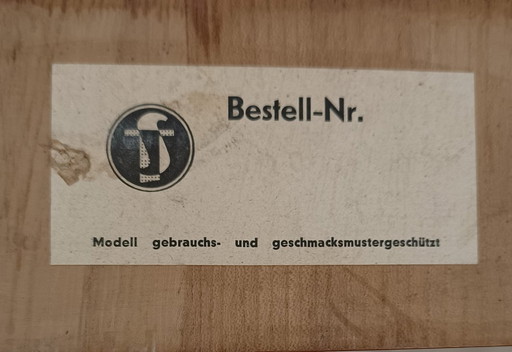 Bestell-Nr.
Modell gebrauchs- und geschmacksmustergeschützt